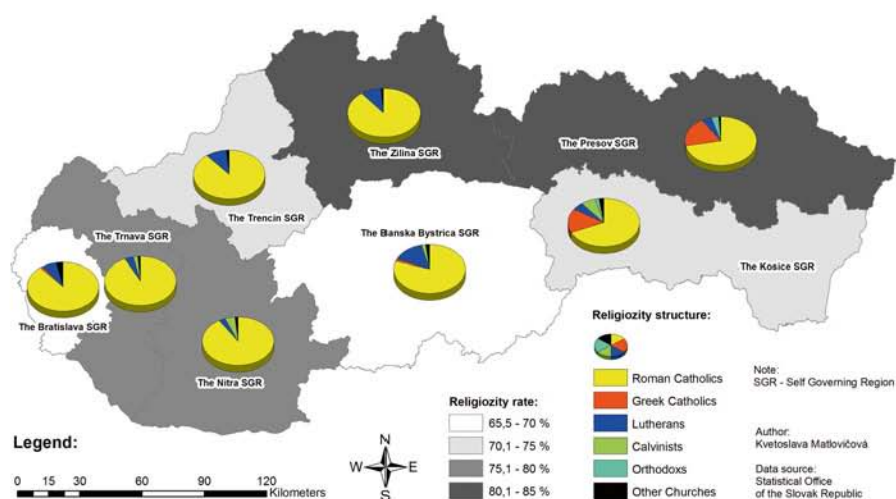 The Zilina SGR
The Presov SGR
The Trencin SGR
The Trnava SGR
The Banska Bystrica SGR
The Kosice SGR
The Bratislava SGR
The Nitra SGR
Legend:
0 15 30 60 90 120
Kilometers
N
W E
S
Religiozity rate:
65,5 - 70 %
70,1 - 75 %
75,1 - 80 %
80,1 - 85 %
Religiozity structure:
Roman Catholics
Greek Catholics
Lutherans
Calvinists
Orthodoxs
Other Churches
Note:
SGR - Self Governing Region
Author:
Kvetoslava Matlovičová
Data source:
Statistical Office
of the Slovak Republic